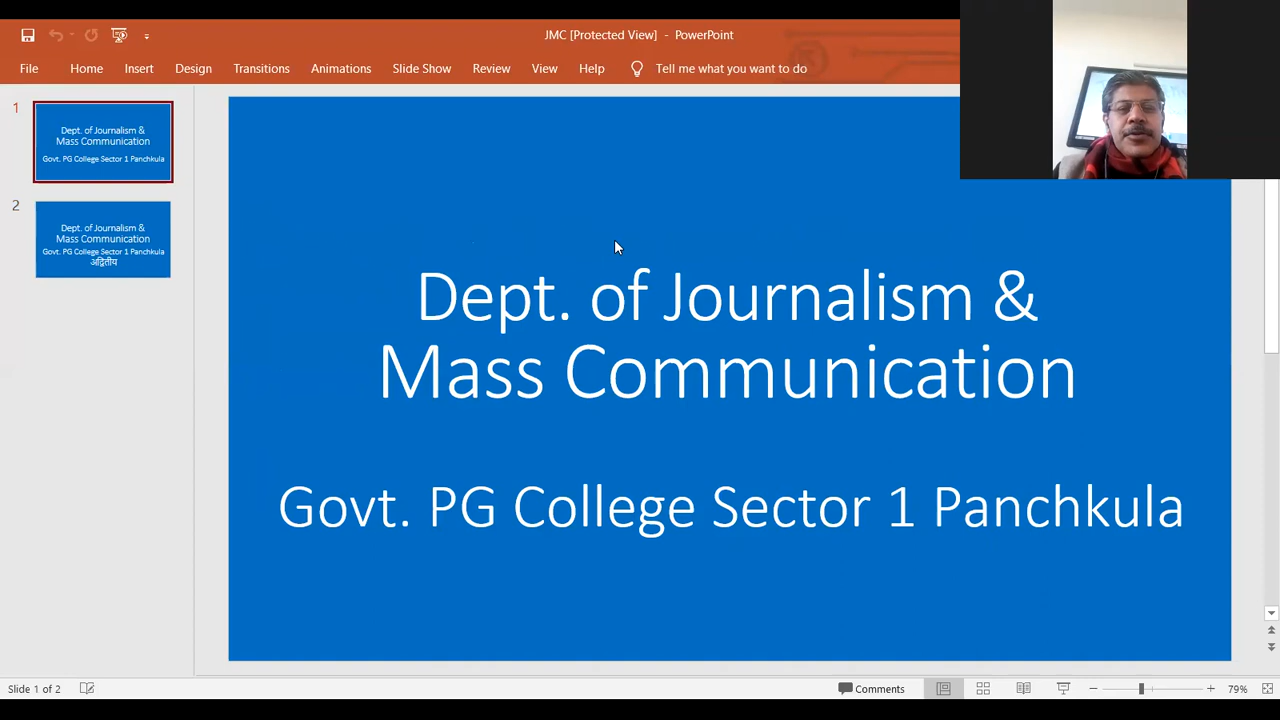 JMC [Protected View] - PowerPoint
File Home Insert Design Transitions Animations Slide Show Review View Help Tell me what you want to do
1
Dept. of Journalism &
Mass Communication
Govt. PG College Sector 1 Panchkula
2
Dept. of Journalism &
Mass Communication
Govt. PG College Sector 1 Panchkula
अद्वितीय
Dept. of Journalism &
Mass Communication
Govt. PG College Sector 1 Panchkula
Slide 1 of 2 Comments 79%